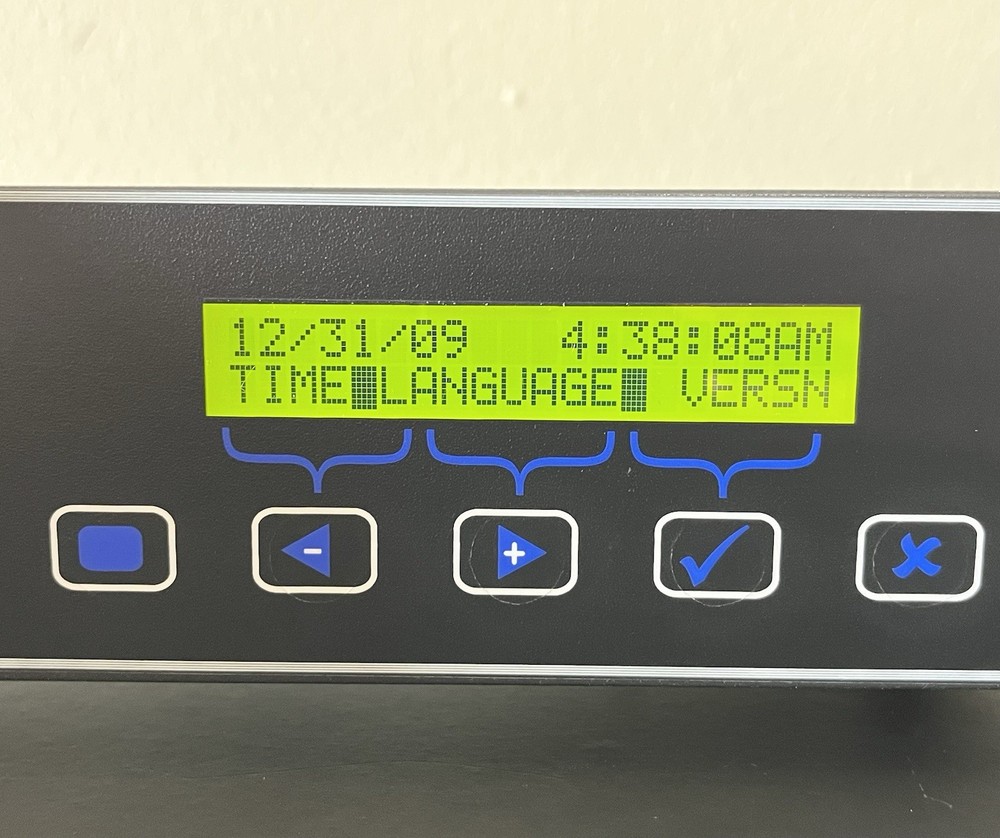 12/31/09 4:38:08AM
TIME LANGUAGE VERSN
- +